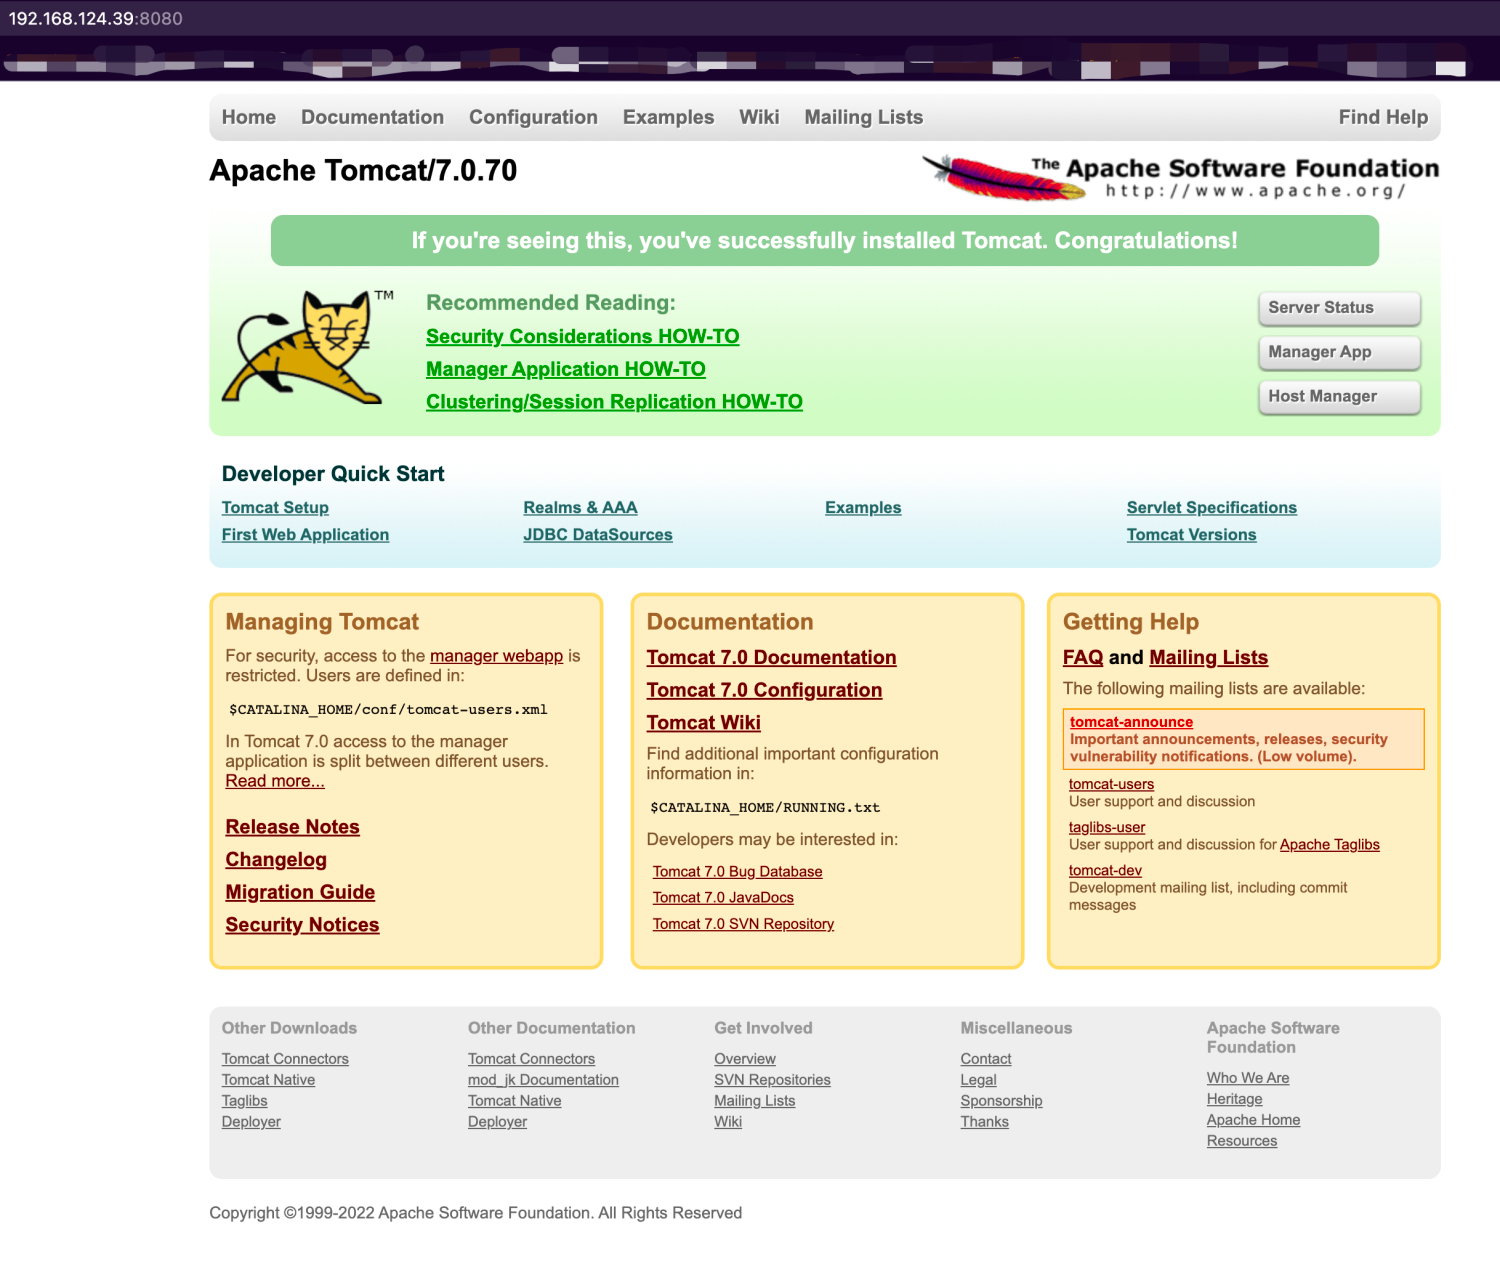 192.168.124.39:8080
Home Documentation Configuration Examples Wiki Mailing Lists Find Help
Apache Tomcat/7.0.70
The Apache Software Foundation
http://www.apache.org/
If you're seeing this, you've successfully installed Tomcat. Congratulations!
TM
Recommended Reading:
Security Considerations HOW-TO
Manager Application HOW-TO
Clustering/Session Replication HOW-TO
Server Status
Manager App
Host Manager
Developer Quick Start
Tomcat Setup
First Web Application
Realms & AAA
JDBC DataSources
Examples
Servlet Specifications
Tomcat Versions
Managing Tomcat
For security, access to the manager webapp is
restricted. Users are defined in:
$CATALINA_HOME/conf/tomcat-users.xml
In Tomcat 7.0 access to the manager
application is split between different users.
Read more...
Release Notes
Changelog
Migration Guide
Security Notices
Documentation
Tomcat 7.0 Documentation
Tomcat 7.0 Configuration
Tomcat Wiki
Find additional important configuration
information in:
$CATALINA_HOME/RUNNING.txt
Developers may be interested in:
Tomcat 7.0 Bug Database
Tomcat 7.0 JavaDocs
Tomcat 7.0 SVN Repository
Getting Help
FAQ and Mailing Lists
The following mailing lists are available:
tomcat-announce
Important announcements, releases, security
vulnerability notifications. (Low volume).
tomcat-users
User support and discussion
taglibs-user
User support and discussion for Apache Taglibs
tomcat-dev
Development mailing list, including commit
messages
Other Downloads
Tomcat Connectors
Tomcat Native
Taglibs
Deployer
Other Documentation
Tomcat Connectors
mod_jk Documentation
Tomcat Native
Deployer
Get Involved
Overview
SVN Repositories
Mailing Lists
Wiki
Miscellaneous
Contact
Legal
Sponsorship
Thanks
Apache Software
Foundation
Who We Are
Heritage
Apache Home
Resources
Copyright ©1999-2022 Apache Software Foundation. All Rights Reserved